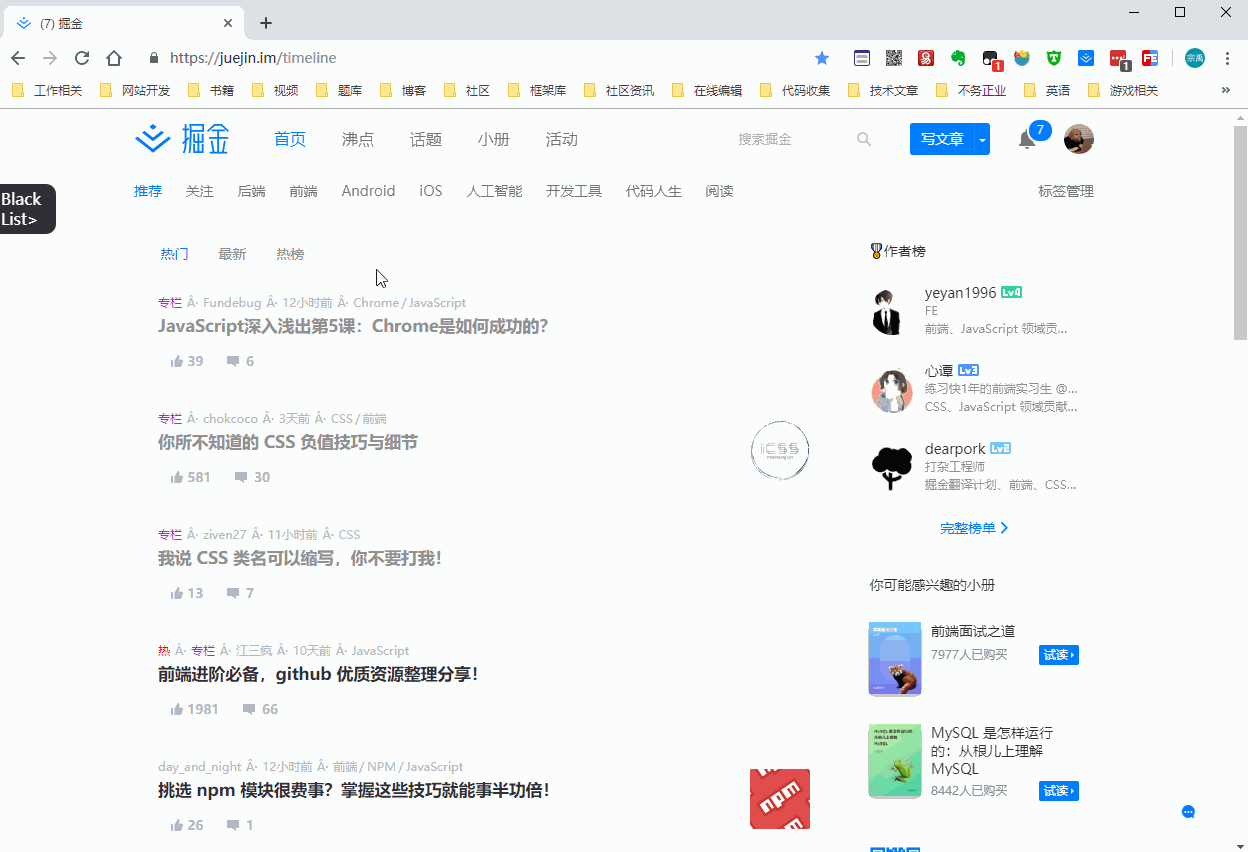 (7) 掘金
https://juejin.im/timeline
1
1
宗禹
工作相关 网站开发 书籍 视频 题库 博客 社区 框架库 社区资讯 在线编辑 代码收集 技术文章 不务正业 英语 游戏相关 »
掘金 首页 沸点 话题 小册 活动 搜索掘金 写文章 7
推荐 关注 后端 前端 Android iOS 人工智能 开发工具 代码人生 阅读 标签管理
Black
List>
热门 最新 热榜
专栏 Â· Fundebug Â· 12小时前 Â· Chrome / JavaScript
JavaScript深入浅出第5课：Chrome是如何成功的？
39 6
专栏 Â· chokcoco Â· 3天前 Â· CSS / 前端
你所不知道的 CSS 负值技巧与细节
iCSS
581 30
专栏 Â· ziven27 Â· 11小时前 Â· CSS
我说 CSS 类名可以缩写，你不要打我！
13 7
热 Â· 专栏 Â· 江三疯 Â· 10天前 Â· JavaScript
前端进阶必备，github 优质资源整理分享！
1981 66
day_and_night Â· 12小时前 Â· 前端 / NPM / JavaScript
挑选 npm 模块很费事？掌握这些技巧就能事半功倍！
npm
26 1
作者榜
yeyan1996 Lv4
FE
前端、JavaScript 领域贡...
心谭 Lv3
练习快1年的前端实习生 @...
CSS、JavaScript 领域贡献...
dearpork Lv2
打杂工程师
掘金翻译计划、前端、CSS...
完整榜单
你可能感兴趣的小册
前端面试之道
7977人已购买 试读
MySQL 是怎样运行
的：从根儿上理解
MySQL
8442人已购买 试读